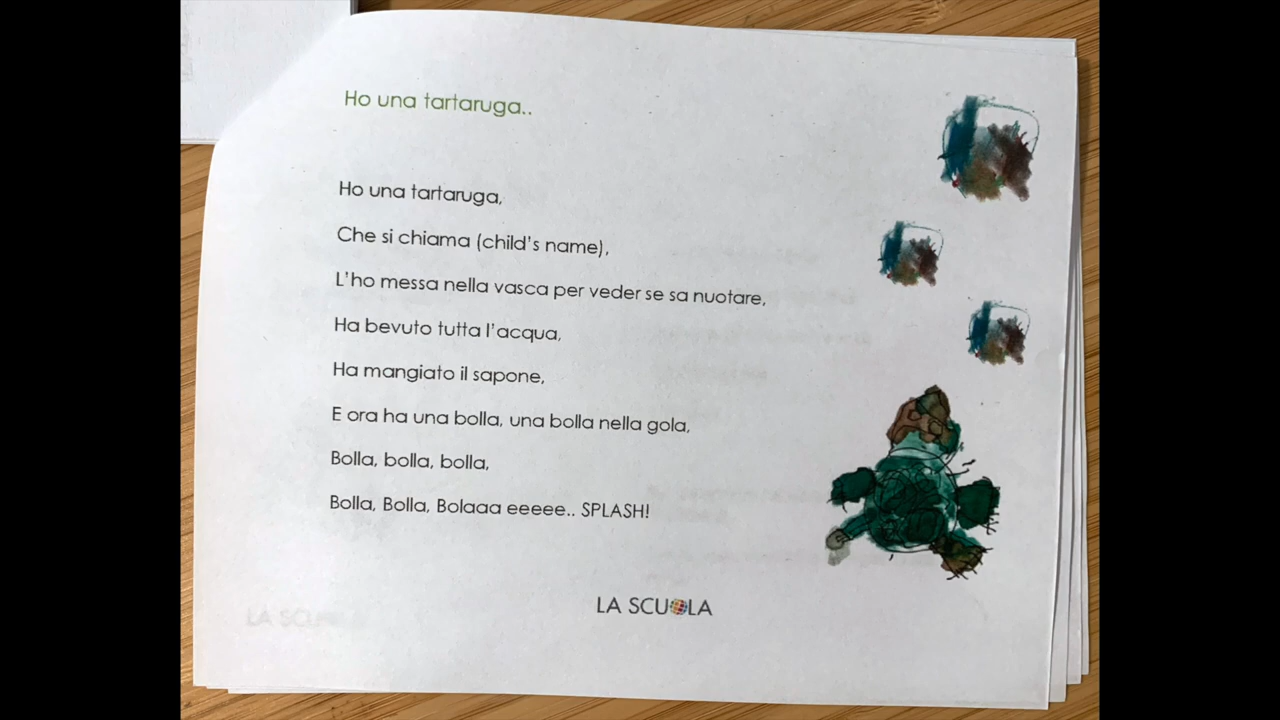 Ho una tartaruga..
Ho una tartaruga,
Che si chiama (child's name),
L'ho messa nella vasca per veder se sa nuotare,
Ha bevuto tutta l'acqua,
Ha mangiato il sapone,
E ora ha una bolla, una bolla nella gola,
Bolla, bolla, bolla,
Bolla, Bolla, Bolaaa eeeee.. SPLASH!
LA SCUOLA